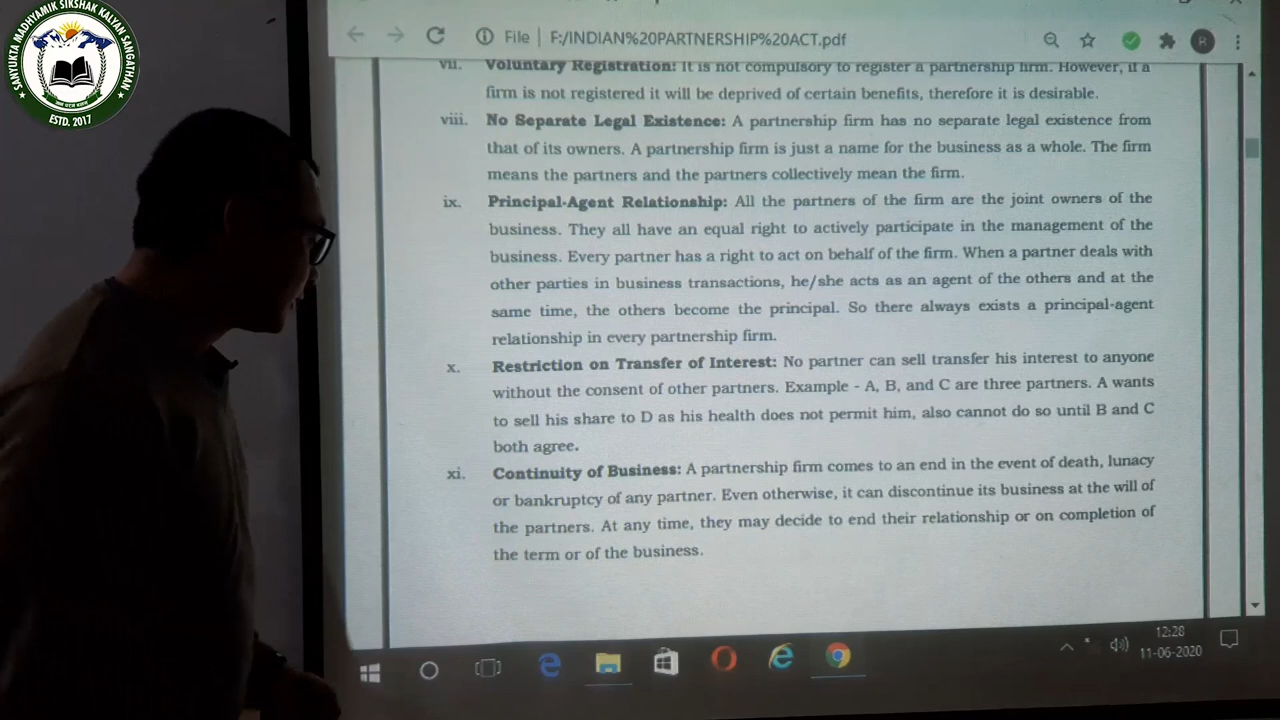 SANYUKTA MADHYAMIK SIKSHAK KALYAN SANGATHAN
ESTD. 2017
File | F:/INDIAN%20PARTNERSHIP%20ACT.pdf
R
vii. Voluntary Registration: It is not compulsory to register a partnership firm. However, if a
firm is not registered it will be deprived of certain benefits, therefore it is desirable.
viii. No Separate Legal Existence: A partnership firm has no separate legal existence from
that of its owners. A partnership firm is just a name for the business as a whole. The firm
means the partners and the partners collectively mean the firm.
ix. Principal-Agent Relationship: All the partners of the firm are the joint owners of the
business. They all have an equal right to actively participate in the management of the
business. Every partner has a right to act on behalf of the firm. When a partner deals with
other parties in business transactions, he/she acts as an agent of the others and at the
same time, the others become the principal. So there always exists a principal-agent
relationship in every partnership firm.
x. Restriction on Transfer of Interest: No partner can sell transfer his interest to anyone
without the consent of other partners. Example - A, B, and C are three partners. A wants
to sell his share to D as his health does not permit him, also cannot do so until B and C
both agree.
xi. Continuity of Business: A partnership firm comes to an end in the event of death, lunacy
or bankruptcy of any partner. Even otherwise, it can discontinue its business at the will of
the partners. At any time, they may decide to end their relationship or on completion of
the term or of the business.
12:28
11-06-2020